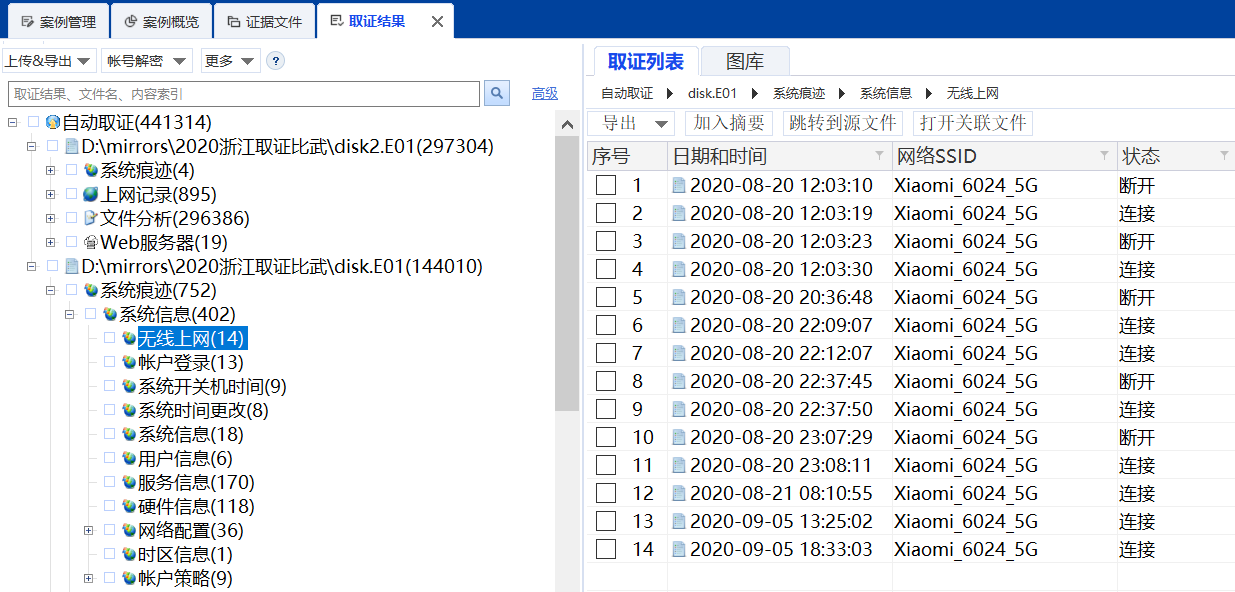 案例管理 案例概览 证据文件 取证结果
上传&导出 帐号解密 更多 ?
取证结果、文件名、内容索引 高级
自动取证(441314)
D:\mirrors\2020浙江取证比武\disk2.E01(297304)
系统痕迹(4)
上网记录(895)
文件分析(296386)
Web服务器(19)
D:\mirrors\2020浙江取证比武\disk.E01(144010)
系统痕迹(752)
系统信息(402)
无线上网(14)
帐户登录(13)
系统开关机时间(9)
系统时间更改(8)
系统信息(18)
用户信息(6)
服务信息(170)
硬件信息(118)
网络配置(36)
时区信息(1)
帐户策略(9)
取证列表 图库
自动取证 disk.E01 系统痕迹 系统信息 无线上网
导出 加入摘要 跳转到源文件 打开关联文件
序号 日期和时间 网络SSID 状态
1 2020-08-20 12:03:10 Xiaomi_6024_5G 断开
2 2020-08-20 12:03:19 Xiaomi_6024_5G 连接
3 2020-08-20 12:03:23 Xiaomi_6024_5G 断开
4 2020-08-20 12:03:30 Xiaomi_6024_5G 连接
5 2020-08-20 20:36:48 Xiaomi_6024_5G 断开
6 2020-08-20 22:09:07 Xiaomi_6024_5G 连接
7 2020-08-20 22:12:07 Xiaomi_6024_5G 连接
8 2020-08-20 22:37:45 Xiaomi_6024_5G 断开
9 2020-08-20 22:37:50 Xiaomi_6024_5G 连接
10 2020-08-20 23:07:29 Xiaomi_6024_5G 断开
11 2020-08-20 23:08:11 Xiaomi_6024_5G 连接
12 2020-08-21 08:10:55 Xiaomi_6024_5G 连接
13 2020-09-05 13:25:02 Xiaomi_6024_5G 连接
14 2020-09-05 18:33:03 Xiaomi_6024_5G 连接